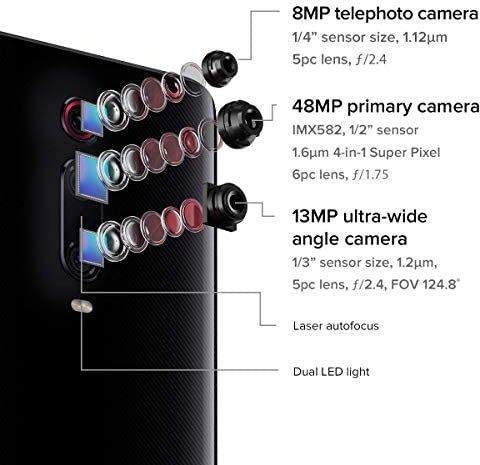 8MP telephoto camera
1/4” sensor size, 1.12μm
5pc lens, ƒ/2.4
48MP primary camera
IMX582, 1/2” sensor
1.6μm 4-in-1 Super Pixel
6pc lens, ƒ/1.75
13MP ultra-wide
angle camera
1/3” sensor size, 1.2μm,
5pc lens, ƒ/2.4, FOV 124.8°
Laser autofocus
Dual LED light